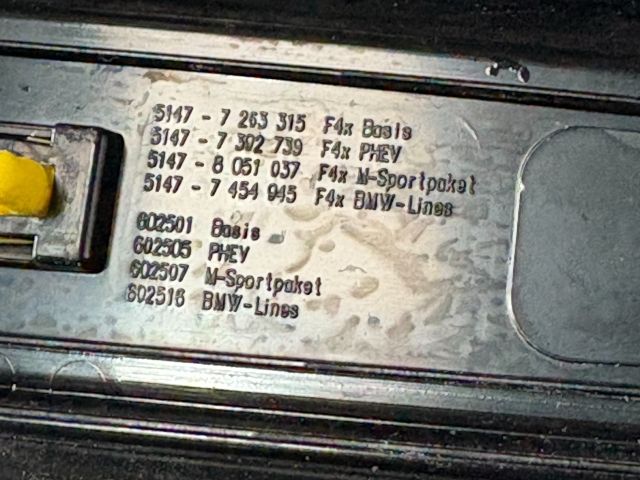 5147 - 7 263 315 F4x Basis
5147 - 7 302 739 F4x PHEV
5147 - 8 051 037 F4x M-Sportpaket
5147 - 7 454 945 F4x BMW-Lines
602501 Basis
602505 PHEV
602507 M-Sportpaket
602516 BMW-Lines